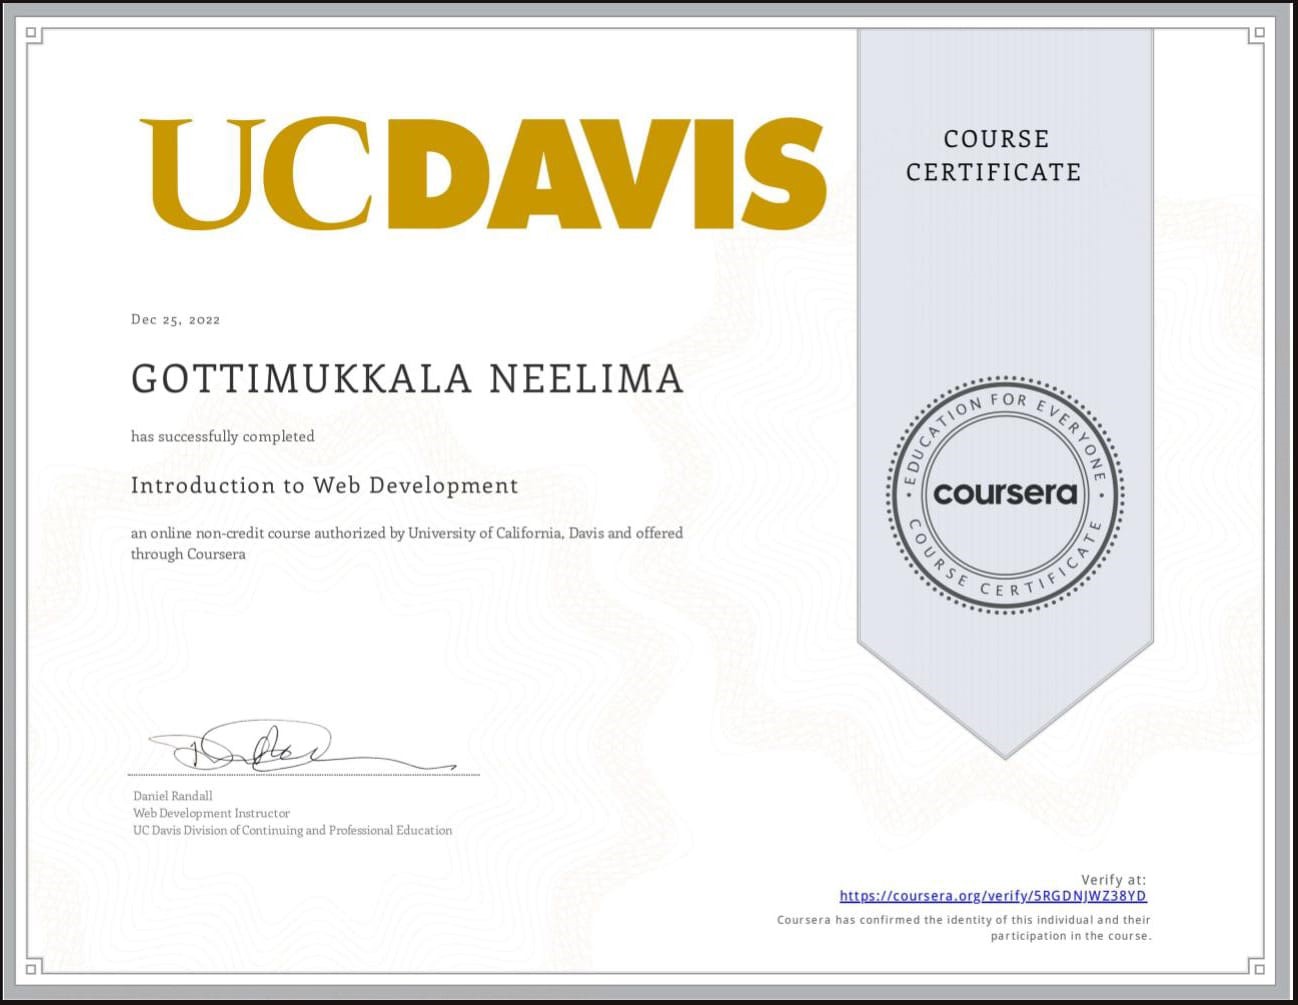 UCDAVIS
COURSE
CERTIFICATE
Dec 25, 2022
GOTTIMUKKALA NEELIMA
has successfully completed
Introduction to Web Development
an online non-credit course authorized by University of California, Davis and offered
through Coursera
EDUCATION FOR EVERYONE
coursera
COURSE CERTIFICATE
Daniel Randall
Web Development Instructor
UC Davis Division of Continuing and Professional Education
Verify at:
https://coursera.org/verify/5RGDNJWZ38YD
Coursera has confirmed the identity of this individual and their
participation in the course.